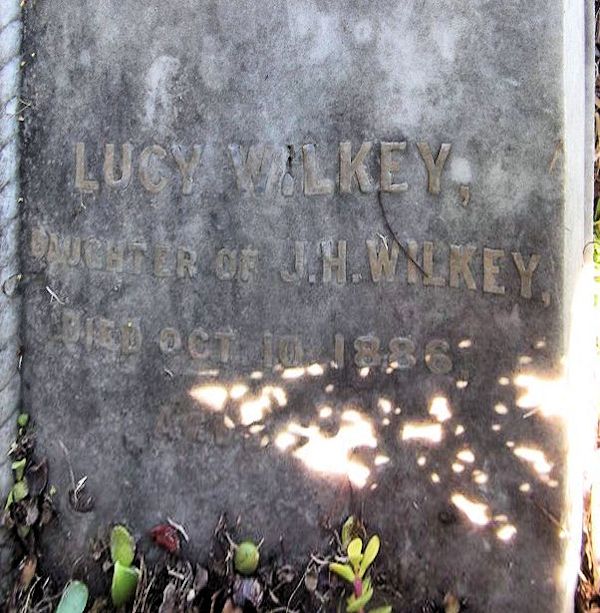 LUCY WILKEY,
DAUGHTER OF J.H. WILKEY,
DIED OCT. 10, 1886.